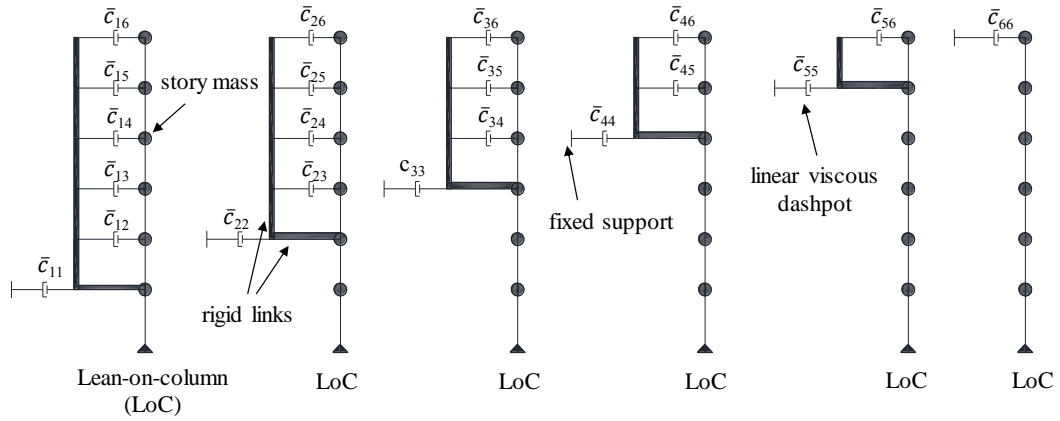 c̄₁₆ c̄₂₆ c̄₃₆ c̄₄₆ c̄₅₆ c̄₆₆
c̄₁₅ c̄₂₅ c̄₃₅ c̄₄₅ c̄₅₅
story mass
c̄₁₄ c̄₂₄ c̄₃₄ c̄₄₄
c̄₁₃ c̄₂₃ c₃₃
linear viscous
dashpot
fixed support
c̄₁₂ c̄₂₂
c̄₁₁
rigid links
Lean-on-column
(LoC)
LoC
LoC
LoC
LoC
LoC